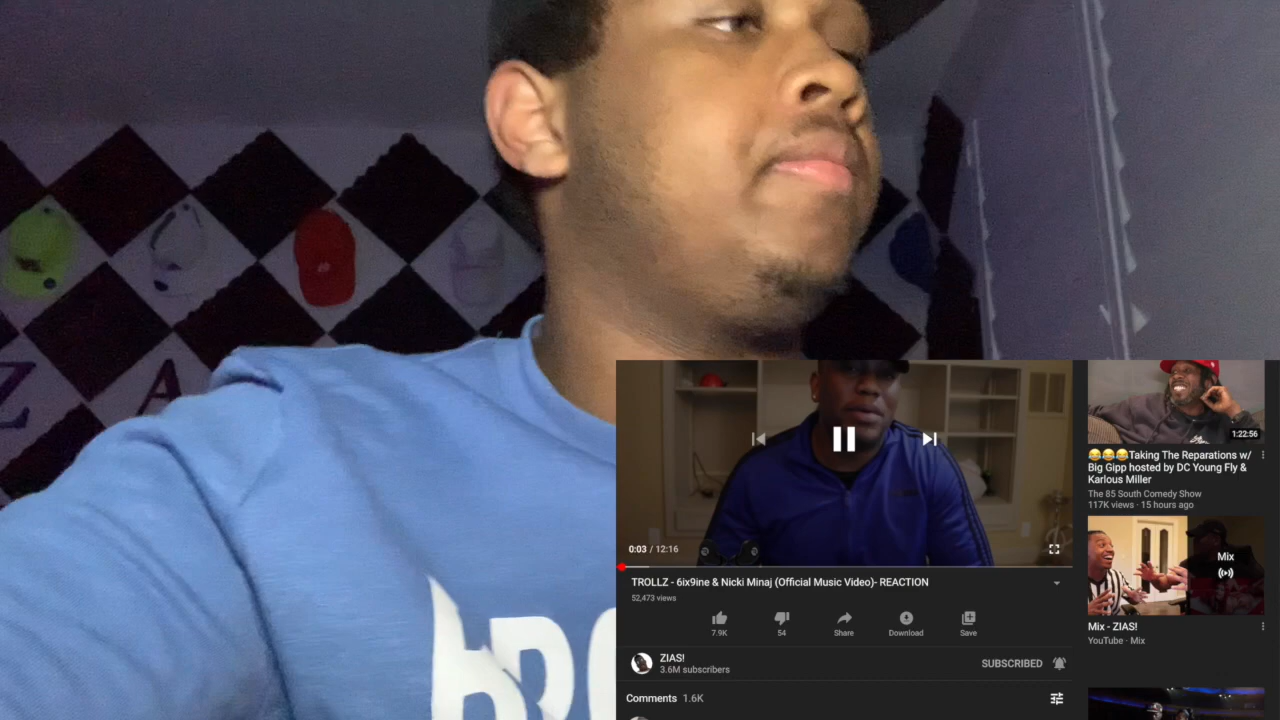 Z A
BRO
0:03 / 12:16
TROLLZ - 6ix9ine & Nicki Minaj (Official Music Video)- REACTION
52,473 views
7.9K 54 Share Download Save
ZIAS!
3.6M subscribers
SUBSCRIBED
Comments 1.6K
1:22:56
😂😂😂Taking The Reparations w/
Big Gipp hosted by DC Young Fly &
Karlous Miller
The 85 South Comedy Show
117K views · 15 hours ago
Mix
Mix - ZIAS!
YouTube · Mix